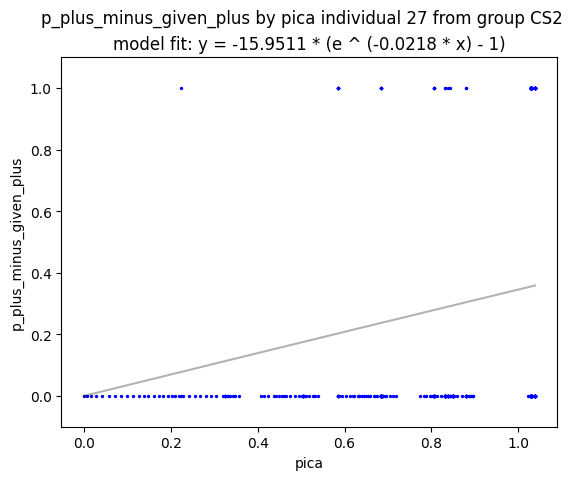 p_plus_minus_given_plus by pica individual 27 from group CS2
model fit: y = -15.9511 * (e ^ (-0.0218 * x) - 1)
1.0
0.8
0.6
0.4
0.2
0.0
p_plus_minus_given_plus
0.0 0.2 0.4 0.6 0.8 1.0
pica